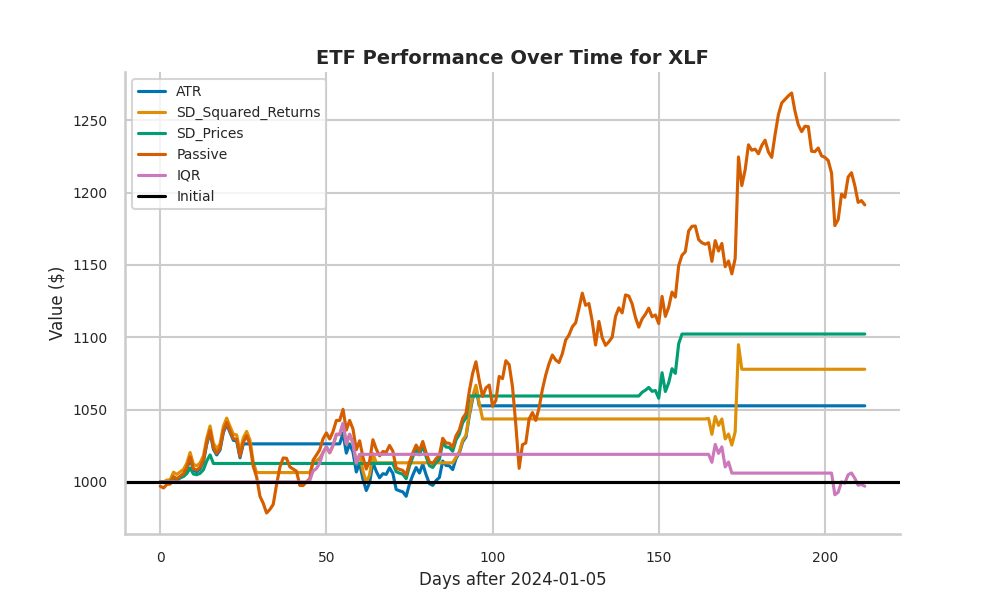 ETF Performance Over Time for XLF
ATR
SD_Squared_Returns
SD_Prices
Passive
IQR
Initial
Value ($)
1250
1200
1150
1100
1050
1000
0 50 100 150 200
Days after 2024-01-05